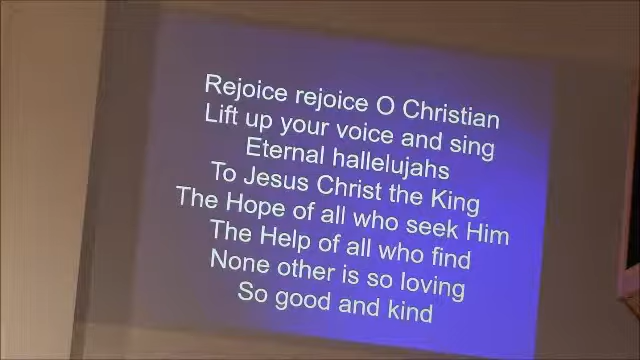 Rejoice rejoice O Christian
Lift up your voice and sing
Eternal hallelujahs
To Jesus Christ the King
The Hope of all who seek Him
The Help of all who find
None other is so loving
So good and kind